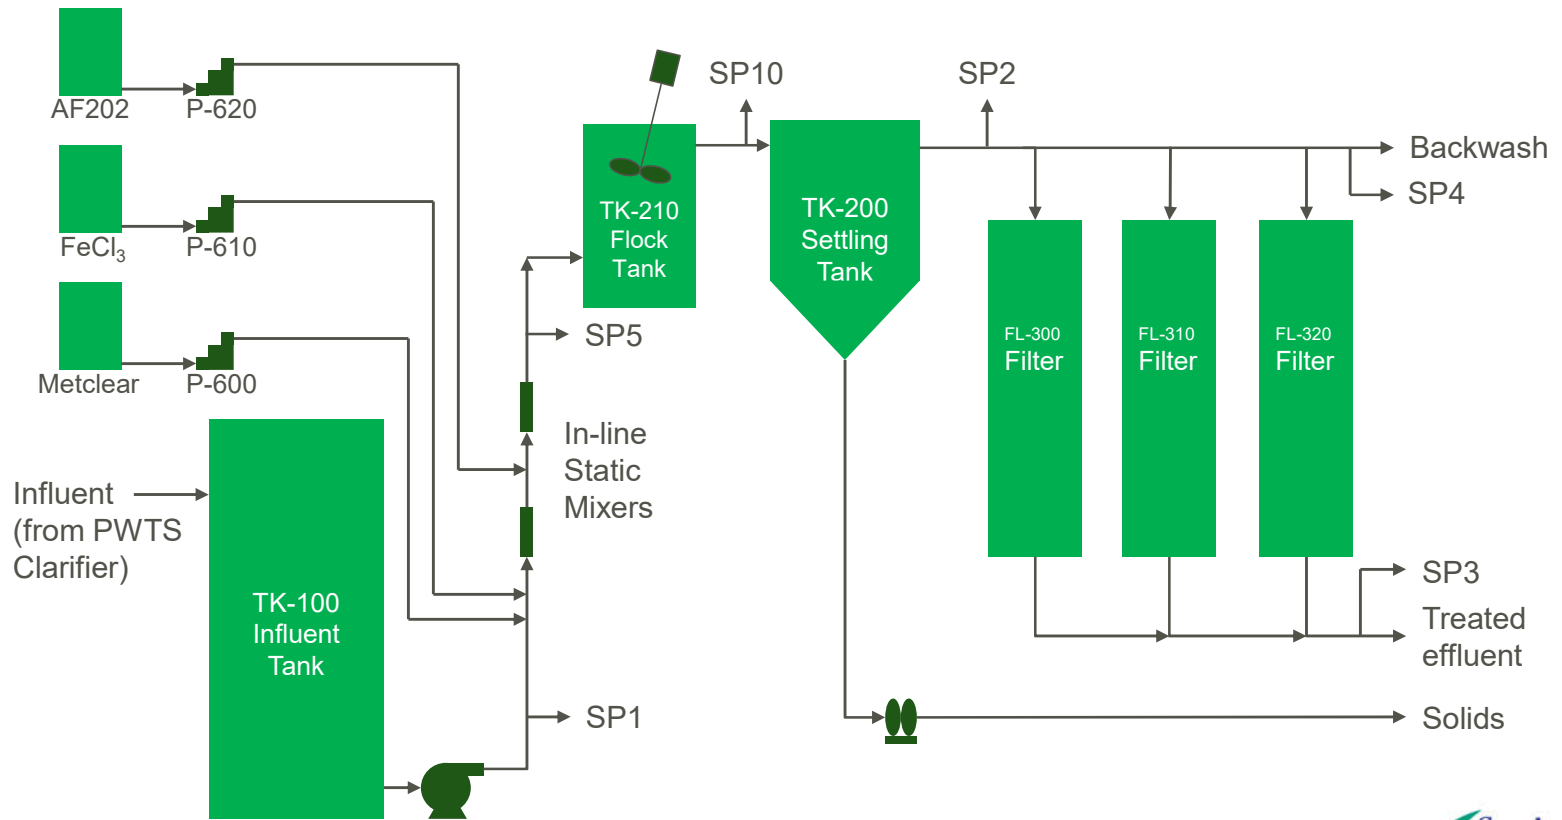 AF202
P-620
FeCl₃
P-610
Metclear
P-600
Influent
(from PWTS
Clarifier)
TK-100
Influent
Tank
SP1
In-line
Static
Mixers
SP5
TK-210
Flock
Tank
SP10
TK-200
Settling
Tank
SP2
FL-300
Filter
FL-310
Filter
FL-320
Filter
Backwash
SP4
SP3
Treated
effluent
Solids